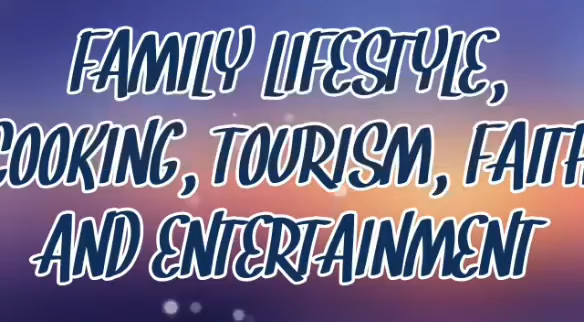 FAMILY LIFESTYLE,
COOKING, TOURISM, FAITH
AND ENTERTAINMENT